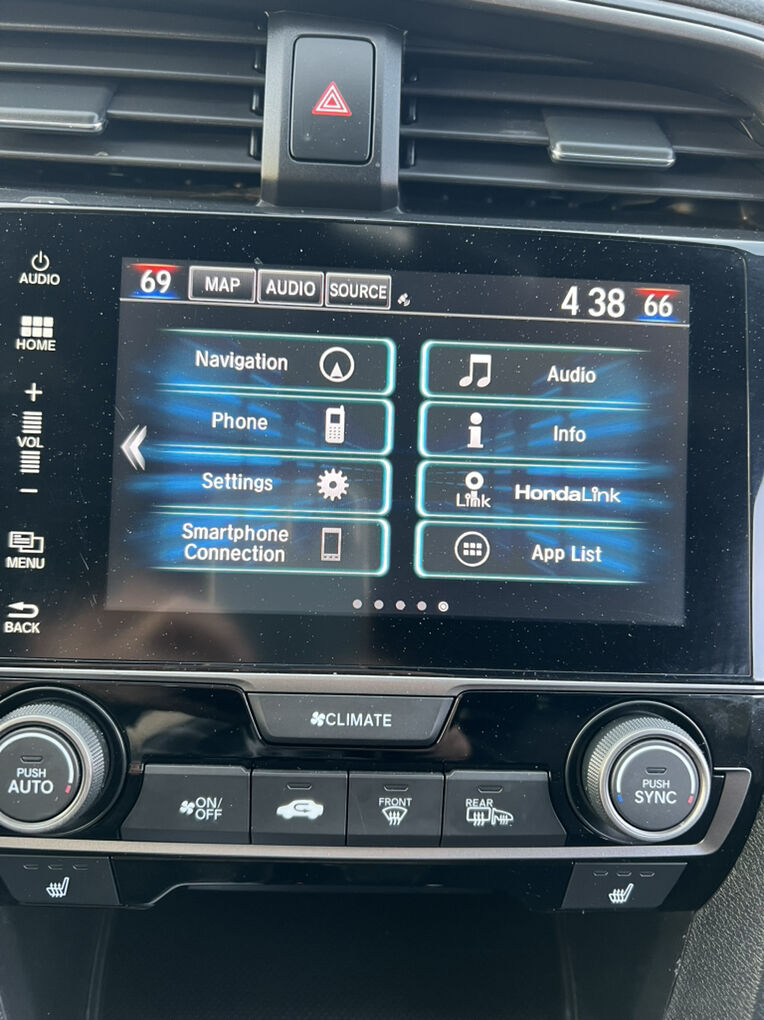 AUDIO
HOME
+
VOL
−
MENU
BACK
69 MAP AUDIO SOURCE 4 38 66
Navigation
Phone
Settings
Smartphone
Connection
Audio
Info
Link HondaLink
App List
CLIMATE
PUSH
AUTO
ON/
OFF
FRONT
REAR
PUSH
SYNC